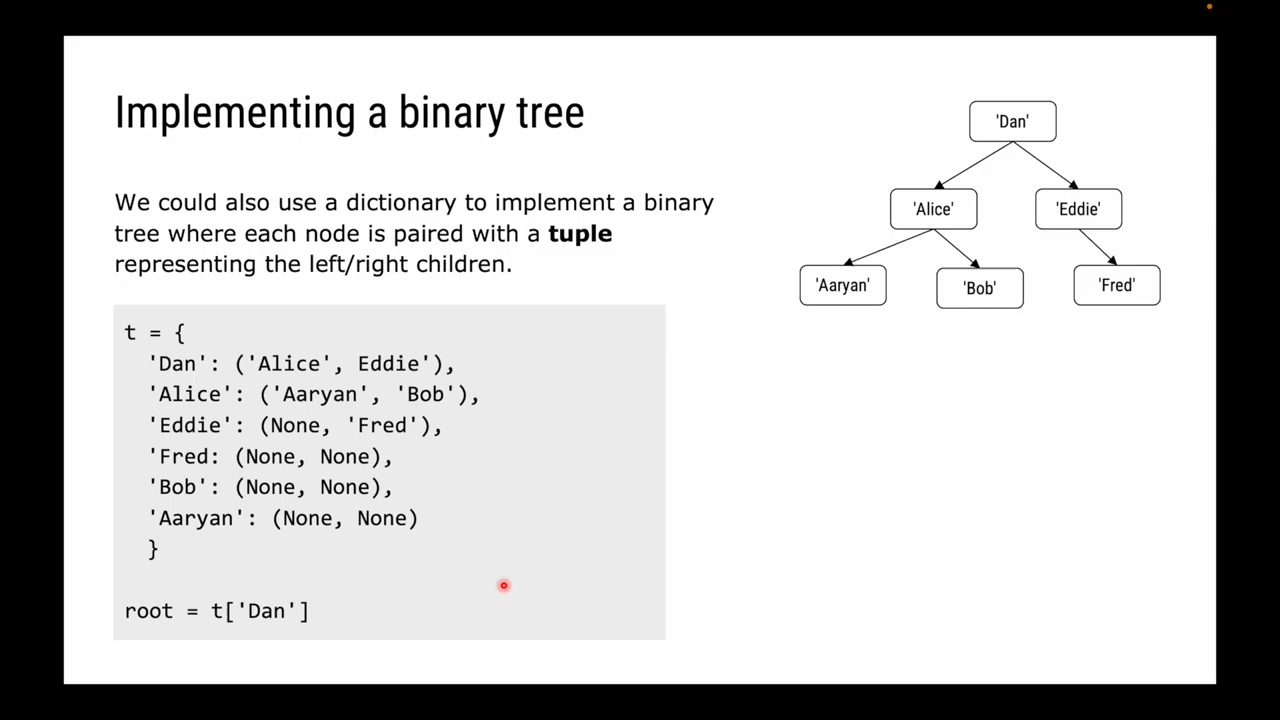 Implementing a binary tree
We could also use a dictionary to implement a binary
tree where each node is paired with a tuple
representing the left/right children.
t = {
'Dan': ('Alice', Eddie'),
'Alice': ('Aaryan', 'Bob'),
'Eddie': (None, 'Fred'),
'Fred: (None, None),
'Bob': (None, None),
'Aaryan': (None, None)
}
root = t['Dan']
'Dan'
'Alice' 'Eddie'
'Aaryan' 'Bob' 'Fred'